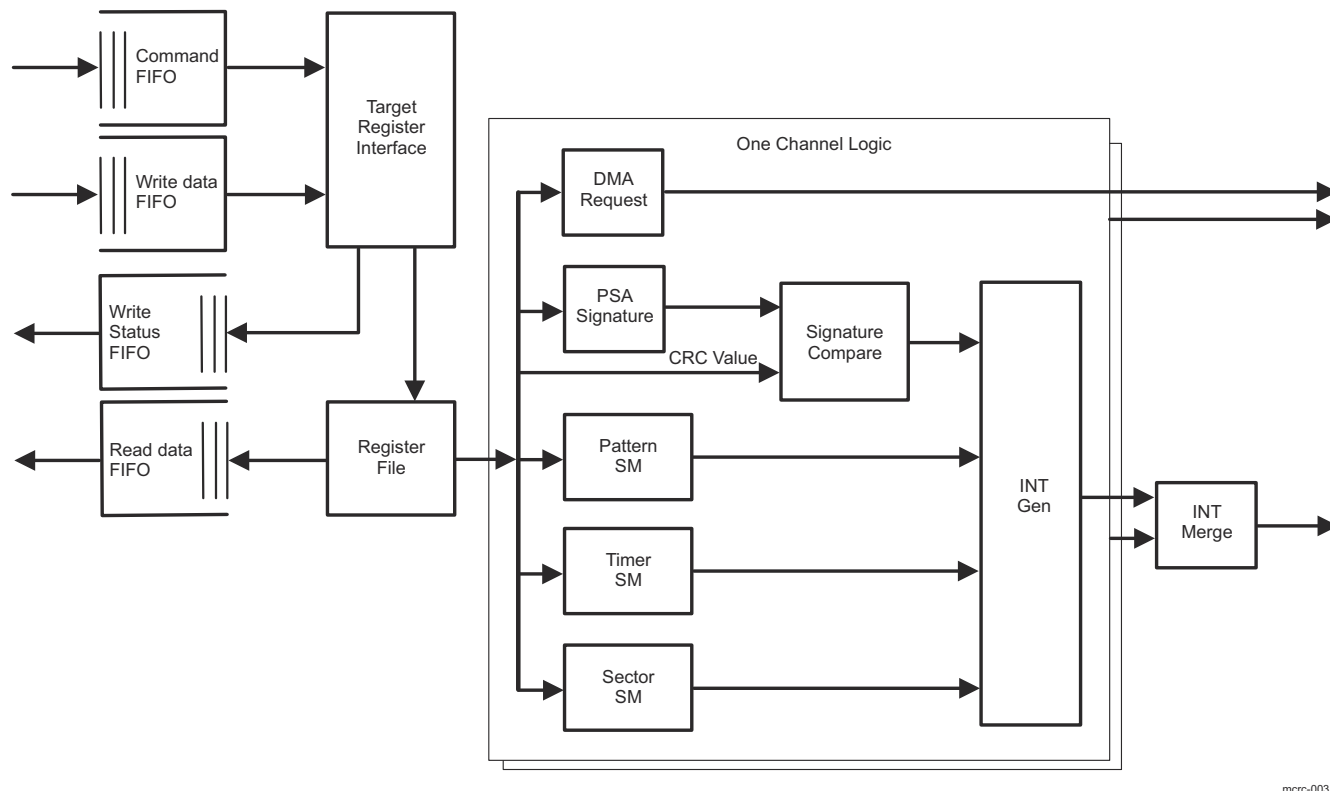 Command
FIFO
Target
Register
Interface
Write data
FIFO
Write
Status
FIFO
Read data
FIFO
Register
File
One Channel Logic
DMA
Request
PSA
Signature
Signature
Compare
CRC Value
Pattern
SM
Timer
SM
Sector
SM
INT
Gen
INT
Merge
mcrc-003